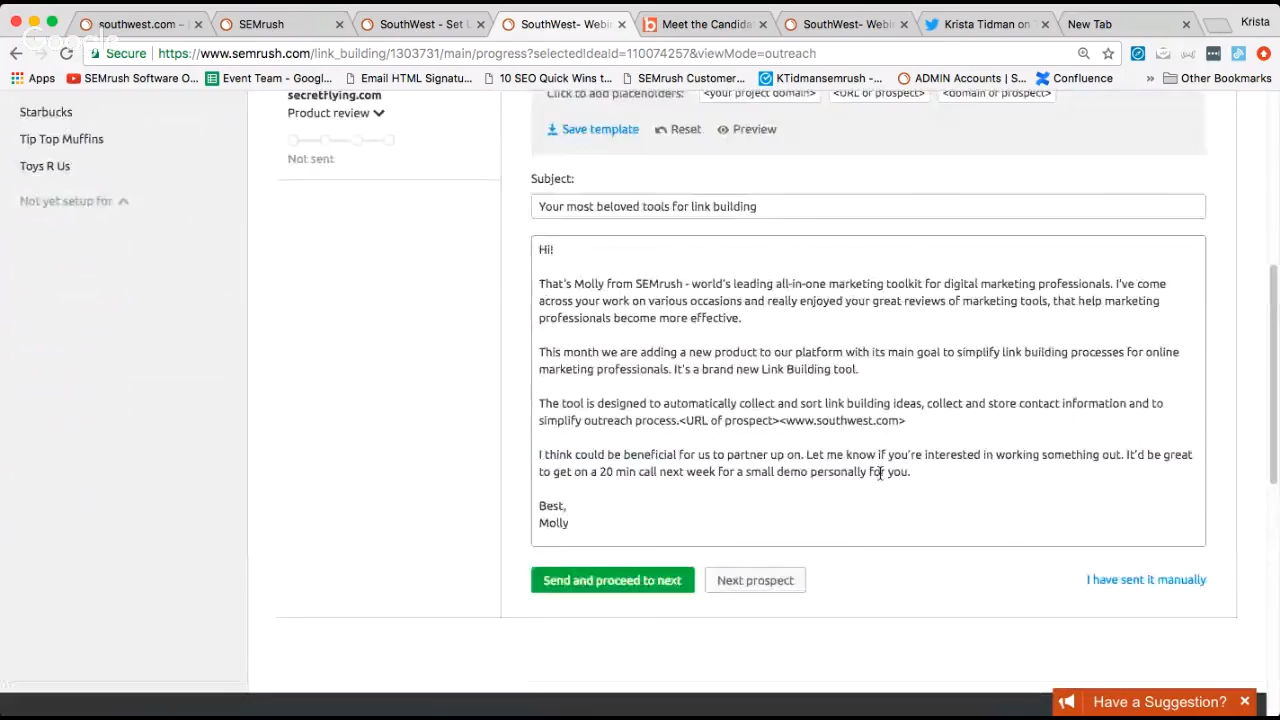 southwest.com –
SEMrush
SouthWest - Set U
SouthWest- Webi
Meet the Candida
SouthWest- Webi
Krista Tidman on
New Tab
Krista
Google
Secure
https://www.semrush.com/link_building/1303731/main/progress?selectedIdeaId=110074257&viewMode=outreach
Apps
SEMrush Software O...
Event Team - Googl...
Email HTML Signatu...
10 SEO Quick Wins t...
SEMrush Customer...
KTidmansemrush -...
ADMIN Accounts | S...
Confluence
»
Other Bookmarks
Starbucks
Tip Top Muffins
Toys R Us
Not yet setup for
secretflying.com
Product review
Not sent
Click to add placeholders: <your project domain> <URL of prospect> <domain of prospect>
Save template
Reset
Preview
Subject:
Your most beloved tools for link building
Hi!
That's Molly from SEMrush - world's leading all-in-one marketing toolkit for digital marketing professionals. I've come
across your work on various occasions and really enjoyed your great reviews of marketing tools, that help marketing
professionals become more effective.
This month we are adding a new product to our platform with its main goal to simplify link building processes for online
marketing professionals. It's a brand new Link Building tool.
The tool is designed to automatically collect and sort link building ideas, collect and store contact information and to
simplify outreach process.<URL of prospect><www.southwest.com>
I think could be beneficial for us to partner up on. Let me know if you're interested in working something out. It'd be great
to get on a 20 min call next week for a small demo personally for you.
Best,
Molly
Send and proceed to next
Next prospect
I have sent it manually
Have a Suggestion?